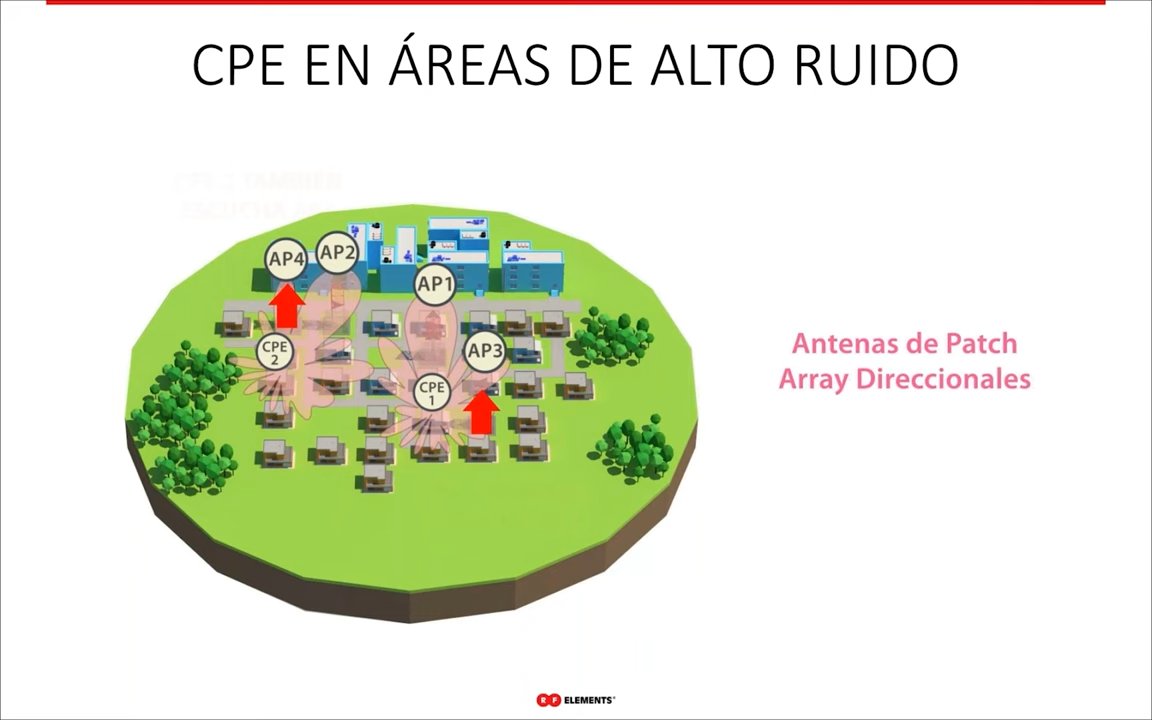 CPE EN ÁREAS DE ALTO RUIDO
AP4
AP2
AP1
CPE
2
AP3
CPE
1
Antenas de Patch
Array Direccionales
RF ELEMENTS